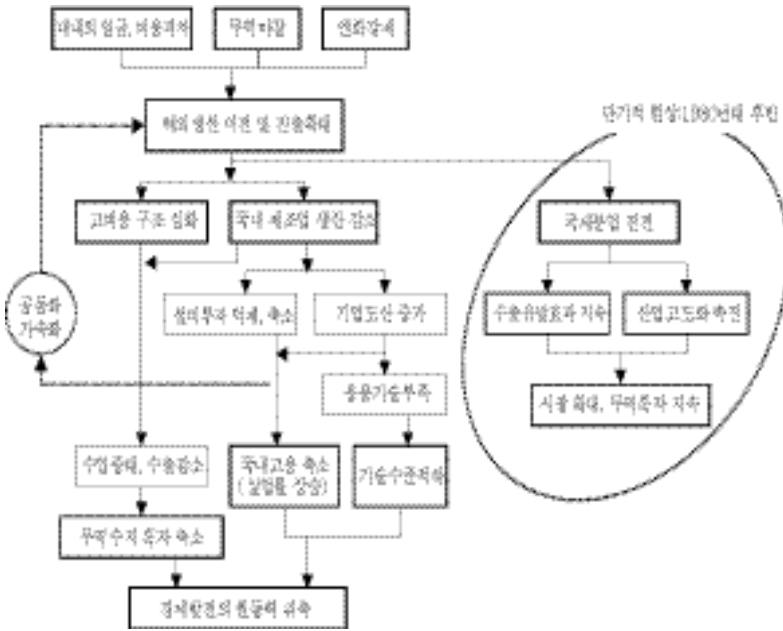 대내외 임금, 비용격차
무역마찰
엔화강세
해외 생산 이전 및 진출확대
단기적 현상:1980년대 후반
고비용 구조 심화
국내 제조업 생산 감소
국제분업 진전
공동화
가속화
설비투자 억제, 축소
기업도산 증가
수출유발효과 지속
산업고도화 촉진
응용기술부족
시장 확대, 무역흑자 지속
수입증대, 수출감소
국내고용 축소
(실업률 상승)
기술수준저하
무역수지 흑자 축소
경제발전의 원동력 위축